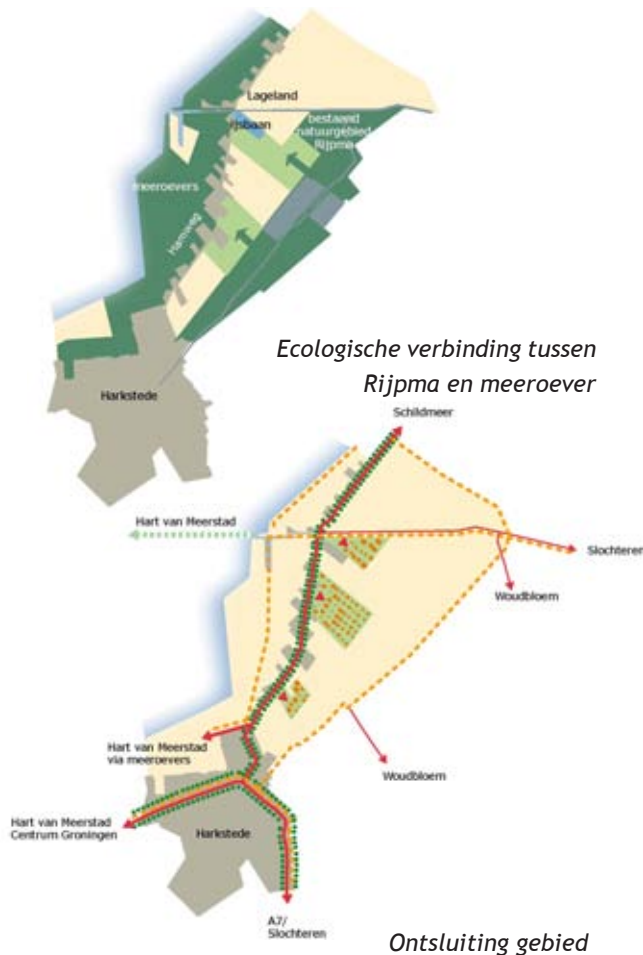 Lageland
ijsbaan
bestaand
natuurgebied
Rijpma
meeroevers
Hamweg
Harkstede
Ecologische verbinding tussen
Rijpma en meeroever
Schildmeer
Hart van Meerstad
Slochteren
Woudbloem
Hart van Meerstad
via meeroevers
Woudbloem
Hart van Meerstad
Centrum Groningen
Harkstede
A7/
Slochteren
Ontsluiting gebied